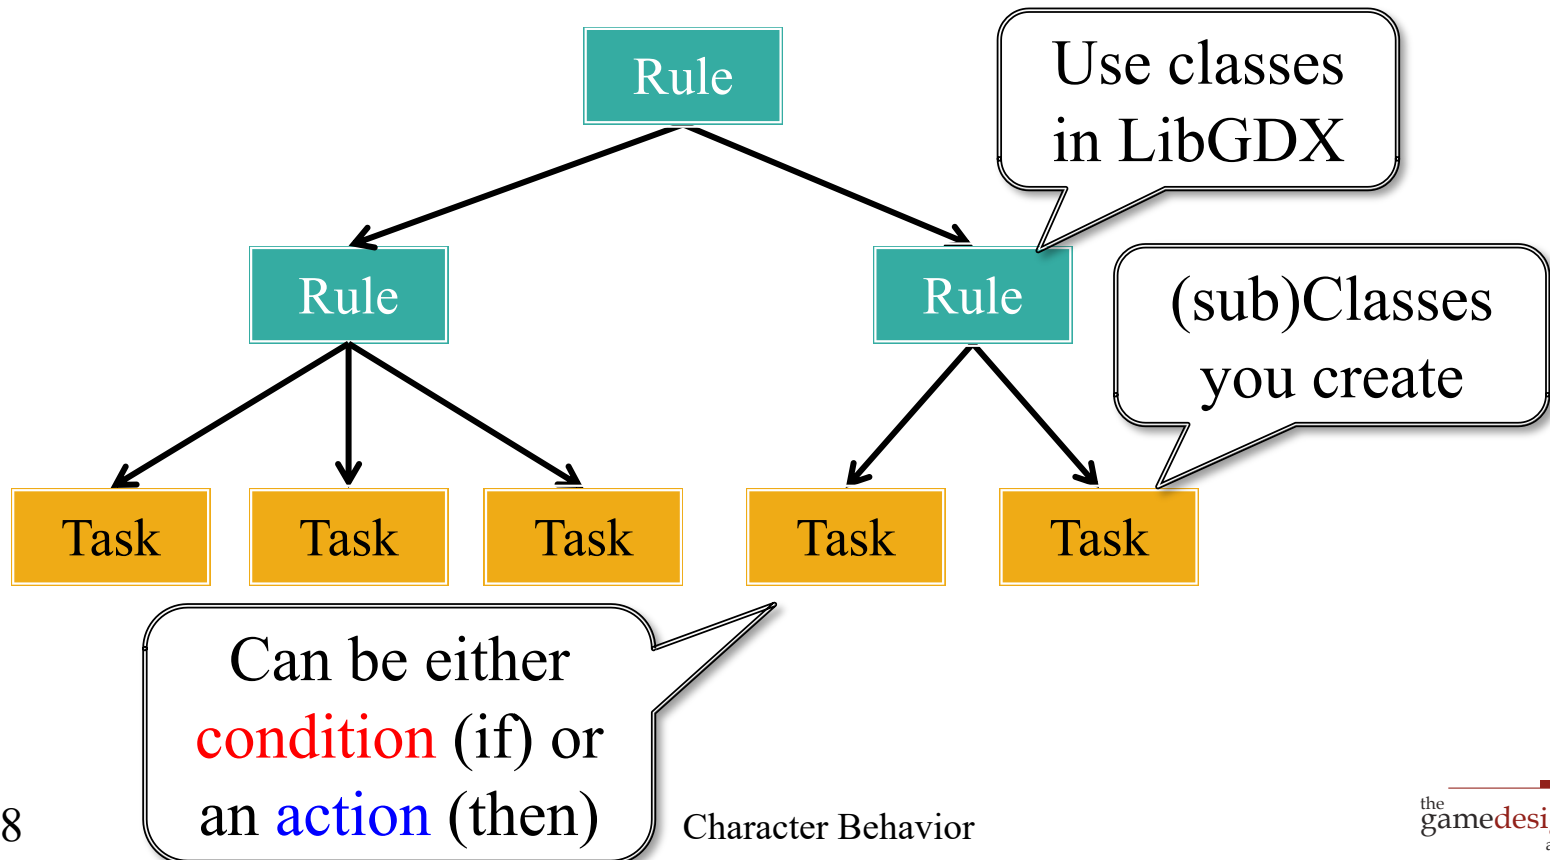 Rule
Use classes
in LibGDX
Rule
Rule
(sub)Classes
you create
Task
Task
Task
Task
Task
Can be either
condition (if) or
an action (then)
8
Character Behavior
the